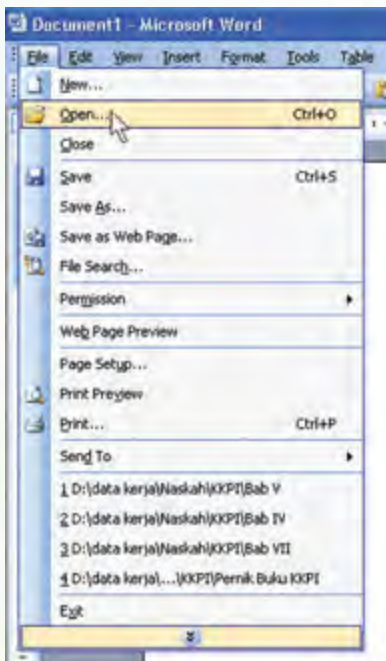 Document1 - Microsoft Word
File Edit View Insert Format Tools Table
New...
Open... Ctrl+O
Close
Save Ctrl+S
Save As...
Save as Web Page...
File Search...
Permission
Web Page Preview
Page Setup...
Print Preview
Print... Ctrl+P
Send To
1 D:\data kerja\Naskah\KKPI\Bab V
2 D:\data kerja\Naskah\KKPI\Bab IV
3 D:\data kerja\Naskah\KKPI\Bab VII
4 D:\data kerja\...\KKPI\Pernik Buku KKPI
Exit